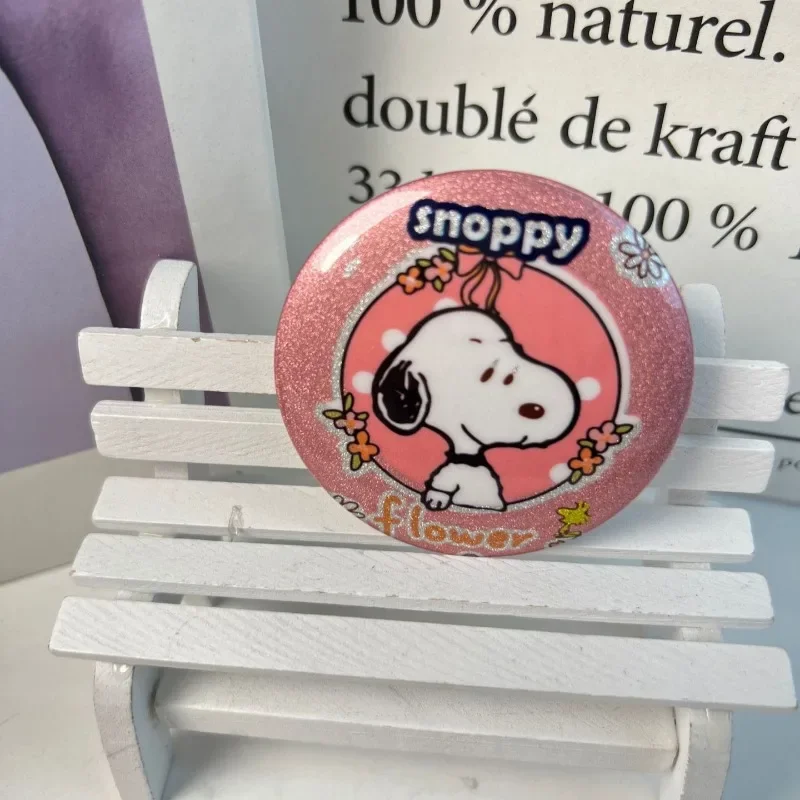 100 % naturel.
doublé de kraft
100 %
snoppy
flower